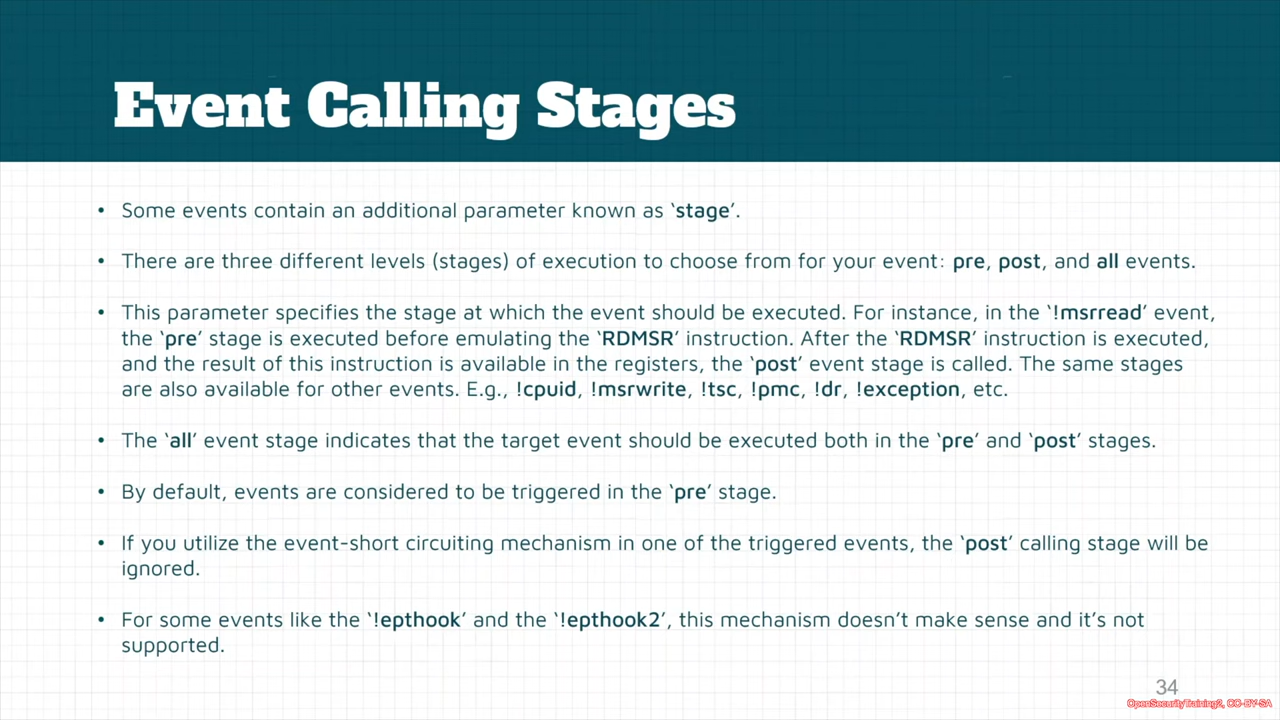 Event Calling Stages
• Some events contain an additional parameter known as ‘stage’.
• There are three different levels (stages) of execution to choose from for your event: pre, post, and all events.
• This parameter specifies the stage at which the event should be executed. For instance, in the ‘!msrread’ event,
the ‘pre’ stage is executed before emulating the ‘RDMSR’ instruction. After the ‘RDMSR’ instruction is executed,
and the result of this instruction is available in the registers, the ‘post’ event stage is called. The same stages
are also available for other events. E.g., !cpuid, !msrwrite, !tsc, !pmc, !dr, !exception, etc.
• The ‘all’ event stage indicates that the target event should be executed both in the ‘pre’ and ‘post’ stages.
• By default, events are considered to be triggered in the ‘pre’ stage.
• If you utilize the event-short circuiting mechanism in one of the triggered events, the ‘post’ calling stage will be
ignored.
• For some events like the ‘!epthook’ and the ‘!epthook2’, this mechanism doesn’t make sense and it’s not
supported.
34
OpenSecurityTraining2, CC-BY-SA